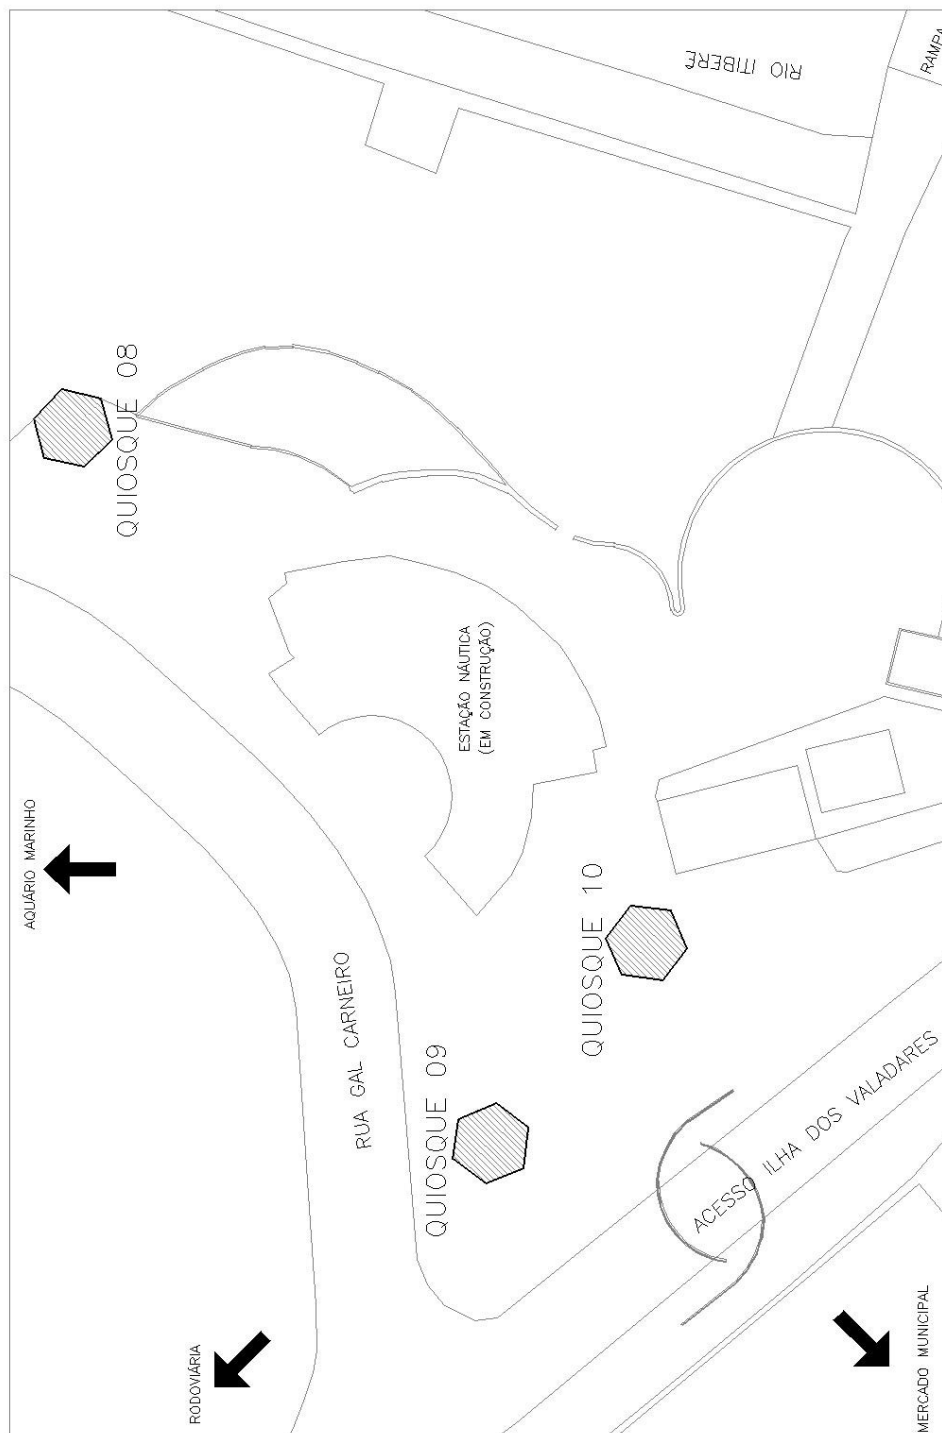 RIO ITIBERÊ
RAMPA
QUIOSQUE 08
ESTAÇÃO NÁUTICA
(EM CONSTRUÇÃO)
AQUÁRIO MARINHO
QUIOSQUE 10
RUA GAL CARNEIRO
QUIOSQUE 09
ACESSO ILHA DOS VALADARES
RODOVIÁRIA
MERCADO MUNICIPAL